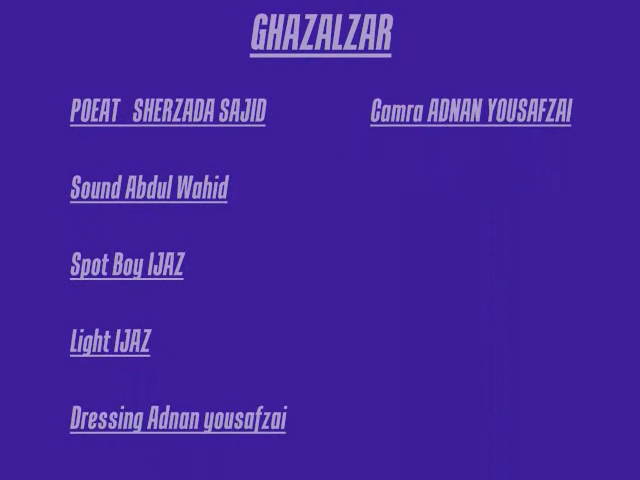 GHAZALZAR
POEAT SHERZADA SAJID
Camra ADNAN YOUSAFZAI
Sound Abdul Wahid
Spot Boy IJAZ
Light IJAZ
Dressing Adnan yousafzai